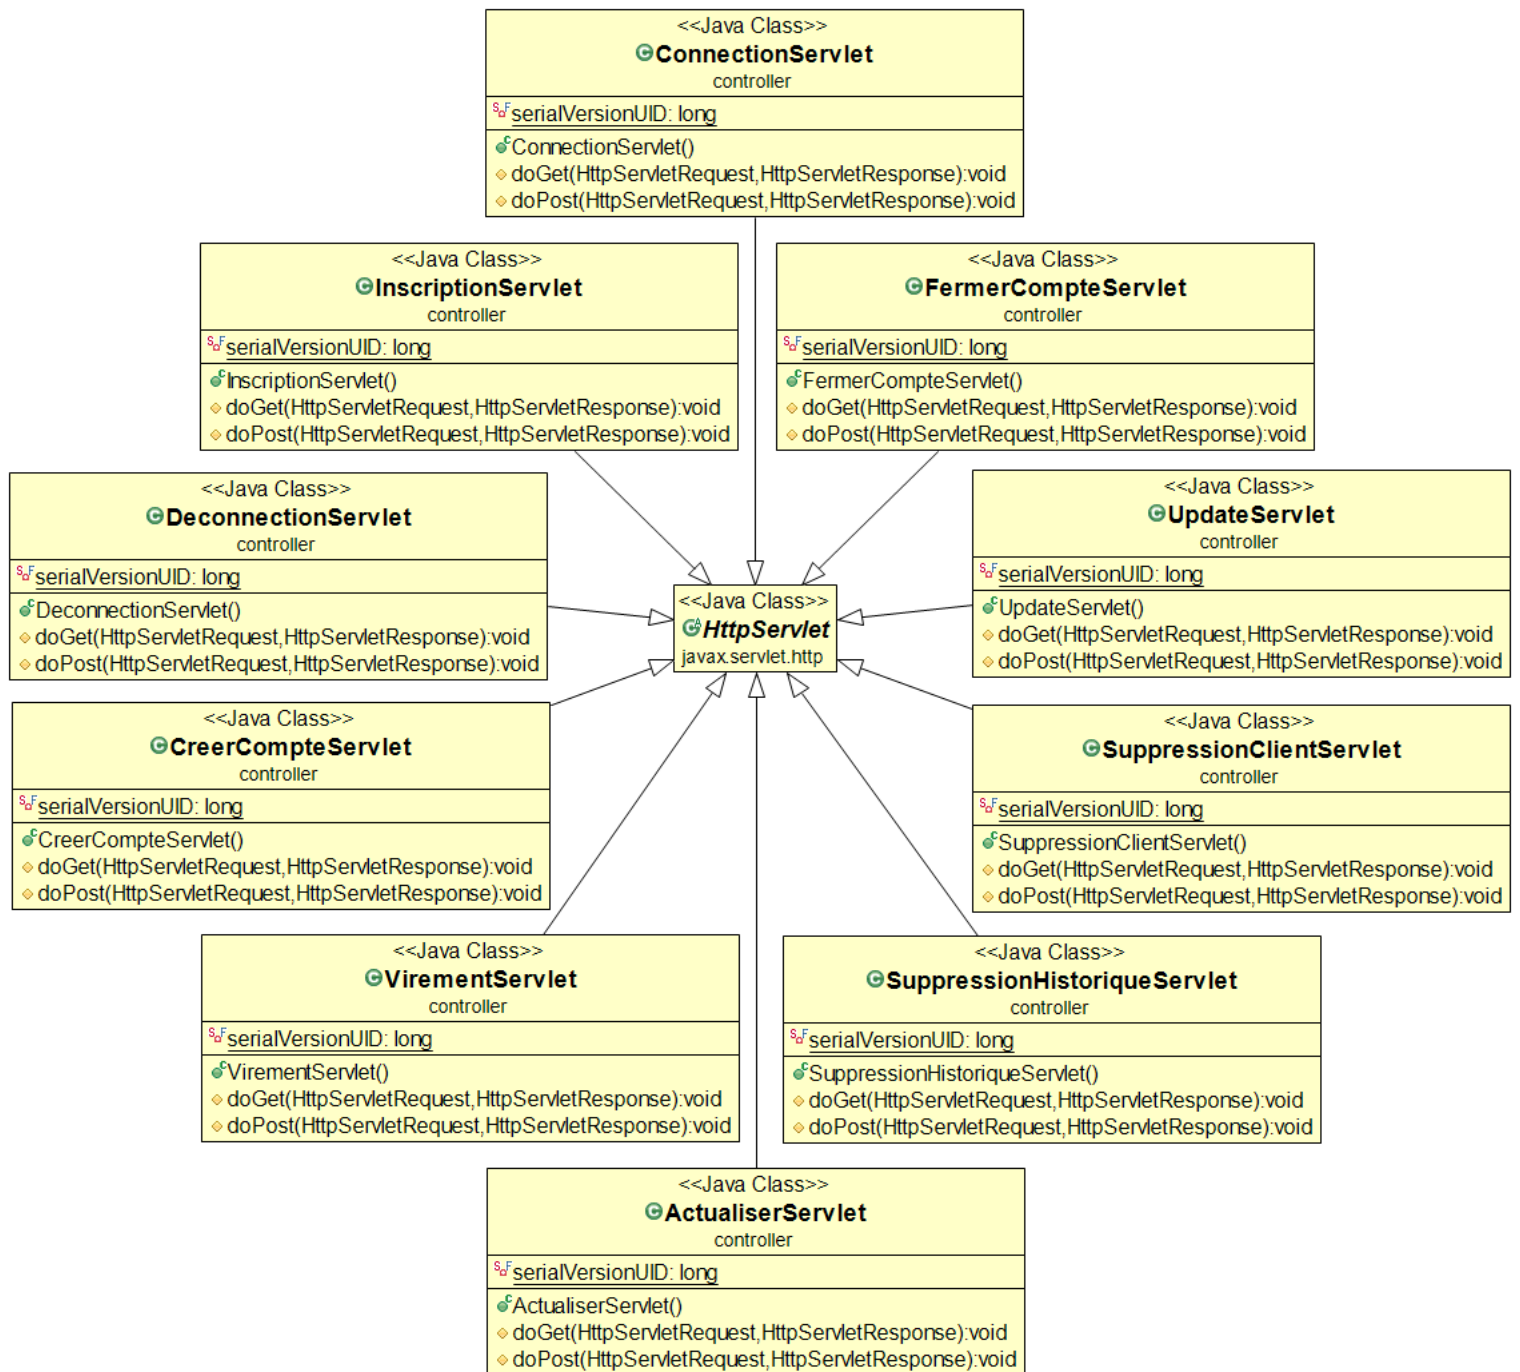 <<Java Class>>
ConnectionServlet
controller
serialVersionUID: long
ConnectionServlet()
doGet(HttpServletRequest,HttpServletResponse):void
doPost(HttpServletRequest,HttpServletResponse):void
<<Java Class>>
InscriptionServlet
controller
serialVersionUID: long
InscriptionServlet()
doGet(HttpServletRequest,HttpServletResponse):void
doPost(HttpServletRequest,HttpServletResponse):void
<<Java Class>>
FermerCompteServlet
controller
serialVersionUID: long
FermerCompteServlet()
doGet(HttpServletRequest,HttpServletResponse):void
doPost(HttpServletRequest,HttpServletResponse):void
<<Java Class>>
DeconnectionServlet
controller
serialVersionUID: long
DeconnectionServlet()
doGet(HttpServletRequest,HttpServletResponse):void
doPost(HttpServletRequest,HttpServletResponse):void
<<Java Class>>
HttpServlet
javax.servlet.http
<<Java Class>>
UpdateServlet
controller
serialVersionUID: long
UpdateServlet()
doGet(HttpServletRequest,HttpServletResponse):void
doPost(HttpServletRequest,HttpServletResponse):void
<<Java Class>>
CreerCompteServlet
controller
serialVersionUID: long
CreerCompteServlet()
doGet(HttpServletRequest,HttpServletResponse):void
doPost(HttpServletRequest,HttpServletResponse):void
<<Java Class>>
SuppressionClientServlet
controller
serialVersionUID: long
SuppressionClientServlet()
doGet(HttpServletRequest,HttpServletResponse):void
doPost(HttpServletRequest,HttpServletResponse):void
<<Java Class>>
VirementServlet
controller
serialVersionUID: long
VirementServlet()
doGet(HttpServletRequest,HttpServletResponse):void
doPost(HttpServletRequest,HttpServletResponse):void
<<Java Class>>
SuppressionHistoriqueServlet
controller
serialVersionUID: long
SuppressionHistoriqueServlet()
doGet(HttpServletRequest,HttpServletResponse):void
doPost(HttpServletRequest,HttpServletResponse):void
<<Java Class>>
ActualiserServlet
controller
serialVersionUID: long
ActualiserServlet()
doGet(HttpServletRequest,HttpServletResponse):void
doPost(HttpServletRequest,HttpServletResponse):void